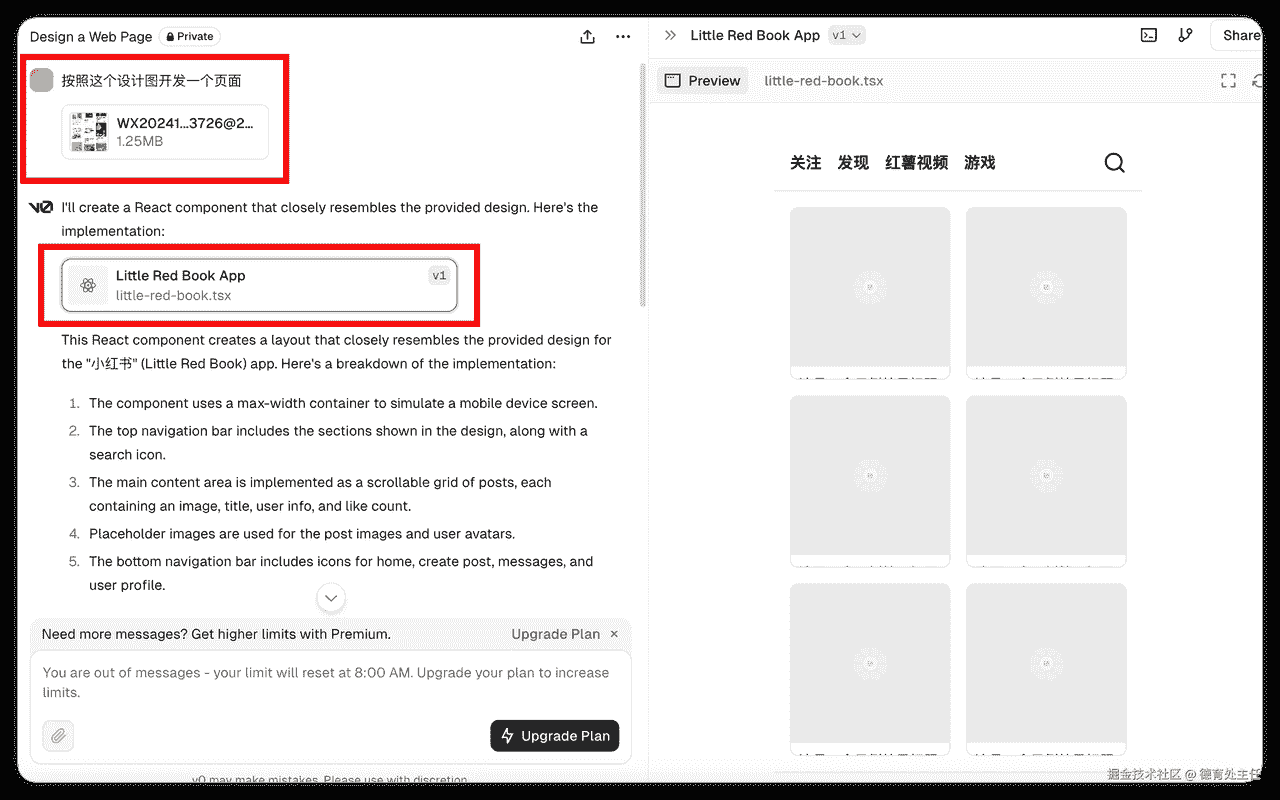 Design a Web Page Private
按照这个设计图开发一个页面
WX20241...3726@2...
1.25MB
v0 I'll create a React component that closely resembles the provided design. Here's the
implementation:
Little Red Book App v1
little-red-book.tsx
This React component creates a layout that closely resembles the provided design for
the "小红书" (Little Red Book) app. Here's a breakdown of the implementation:
1. The component uses a max-width container to simulate a mobile device screen.
2. The top navigation bar includes the sections shown in the design, along with a
search icon.
3. The main content area is implemented as a scrollable grid of posts, each
containing an image, title, user info, and like count.
4. Placeholder images are used for the post images and user avatars.
5. The bottom navigation bar includes icons for home, create post, messages, and
user profile.
Need more messages? Get higher limits with Premium. Upgrade Plan ×
You are out of messages - your limit will reset at 8:00 AM. Upgrade your plan to increase
limits.
Upgrade Plan
v0 may make mistakes. Please use with discretion.
Little Red Book App v1 Share
Preview little-red-book.tsx
关注 发现 红薯视频 游戏
掘金技术社区 @ 德育处主任